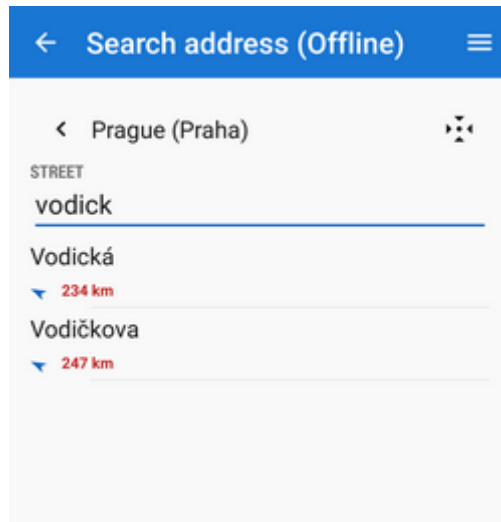 Search address (Offline)
Prague (Praha)
STREET
vodick
Vodická
234 km
Vodičkova
247 km